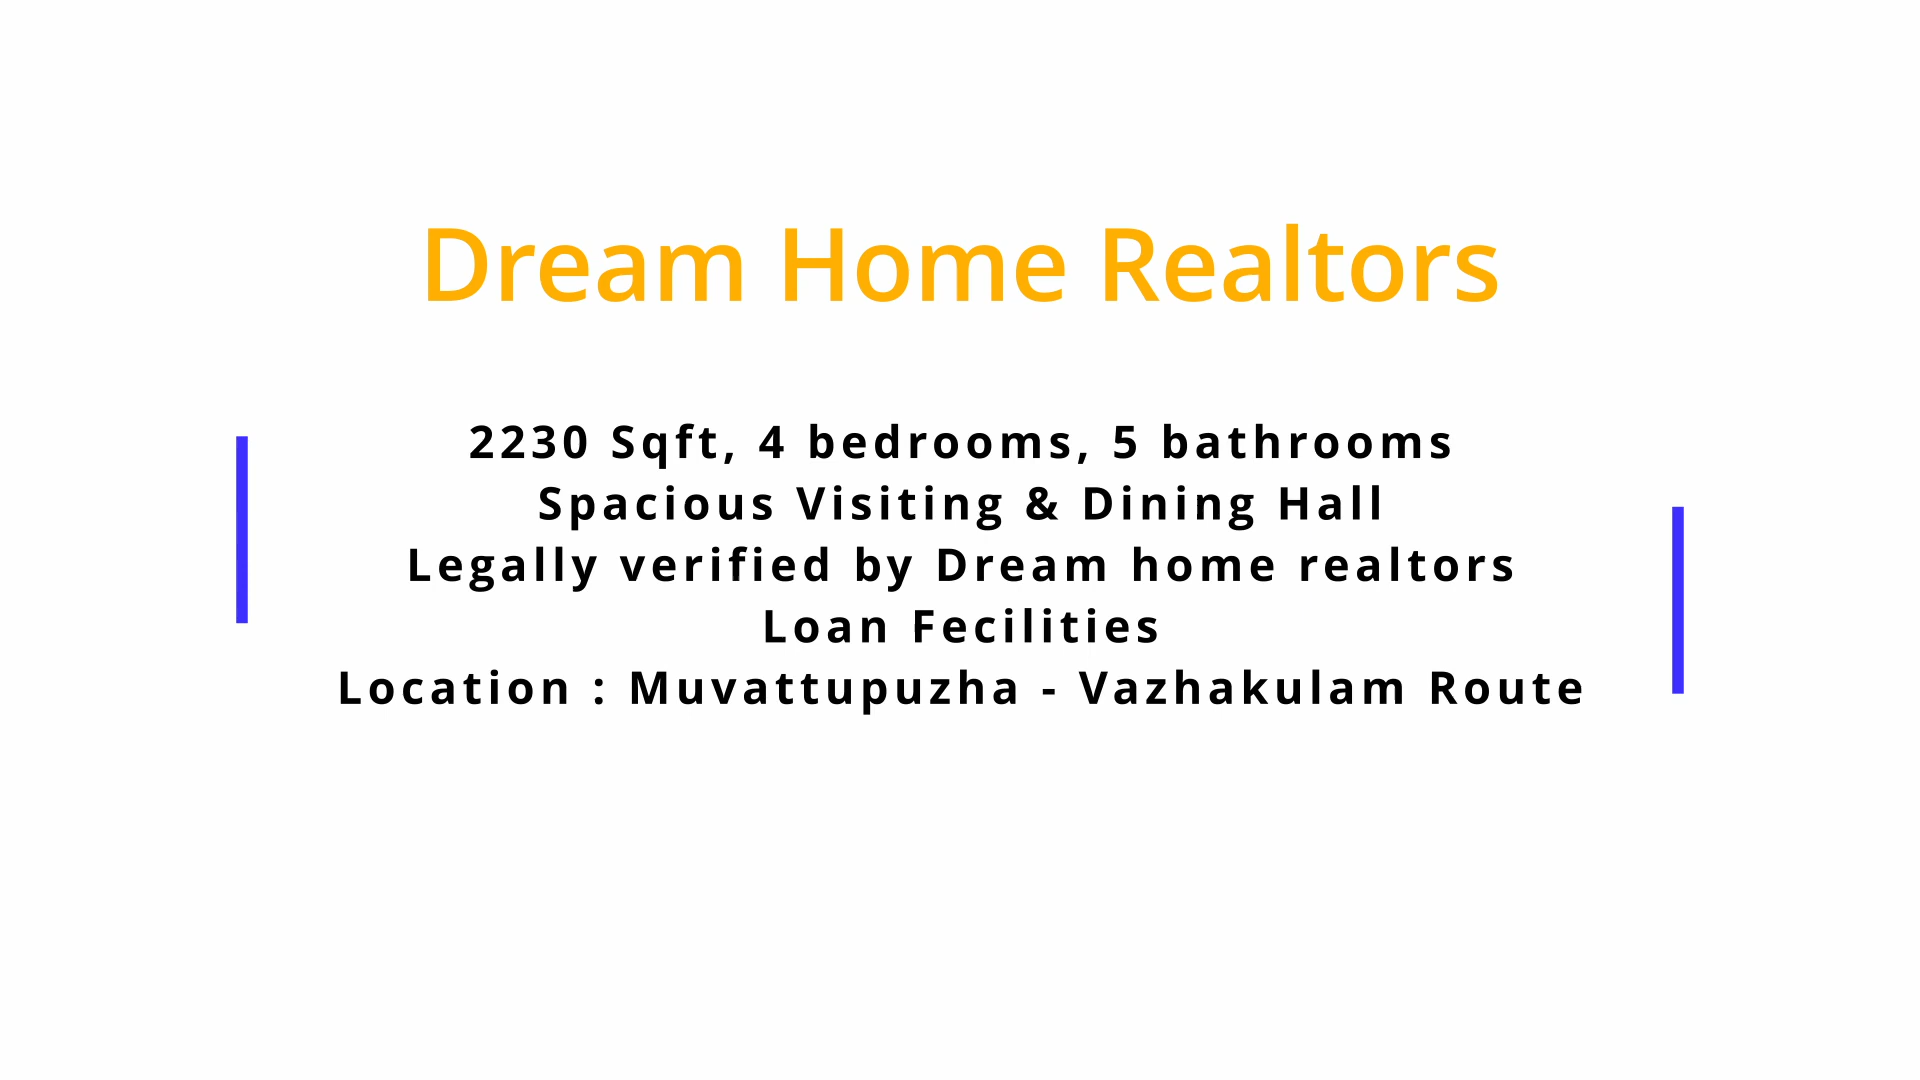 Dream Home Realtors
2230 Sqft, 4 bedrooms, 5 bathrooms
Spacious Visiting & Dining Hall
Legally verified by Dream home realtors
Loan Fecilities
Location : Muvattupuzha - Vazhakulam Route